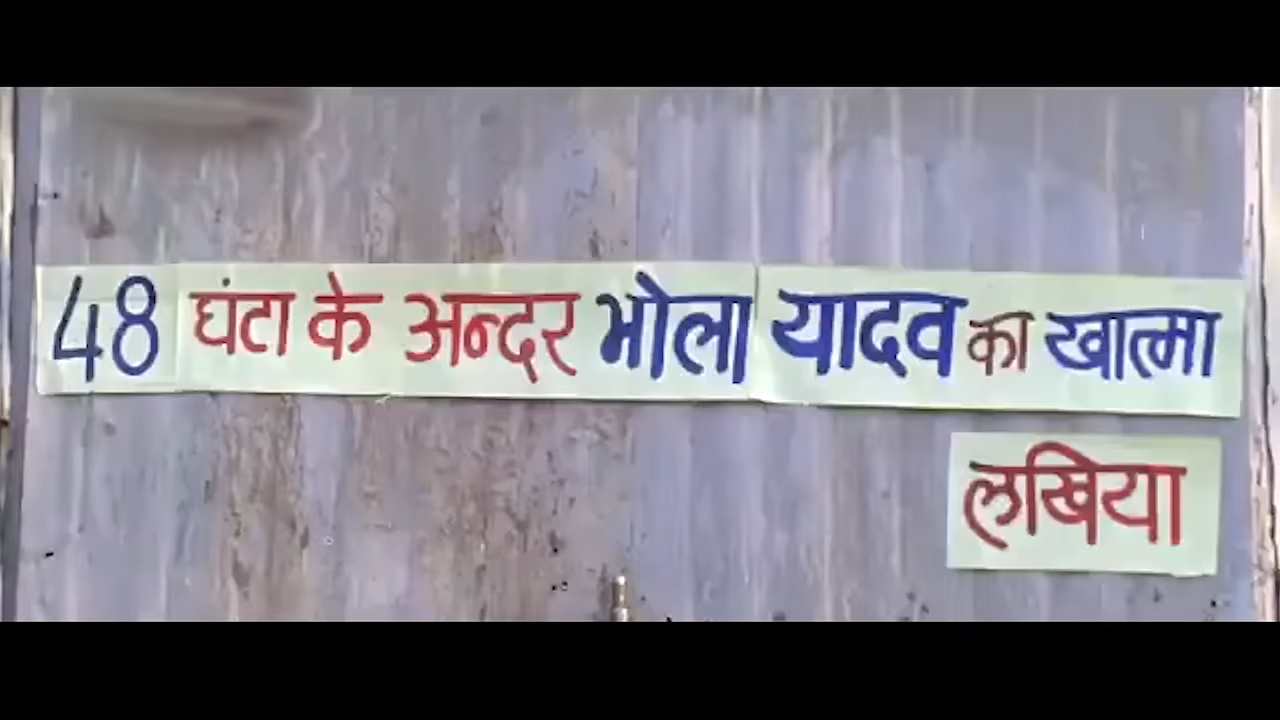 48 घंटा के अन्दर भोला यादव का खात्मा
लखिया